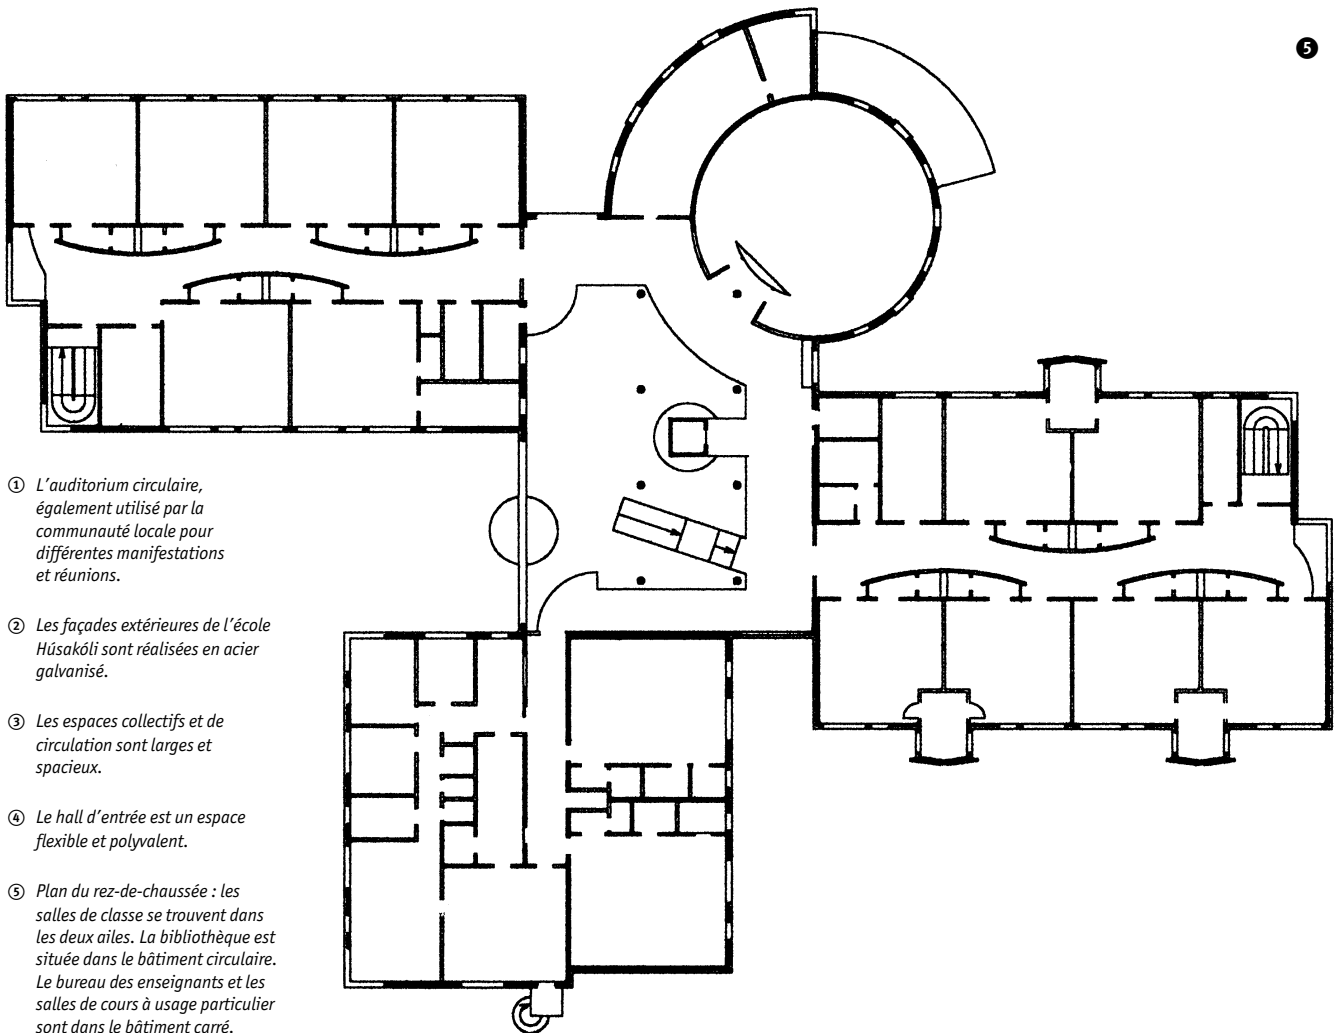 ❺
① L’auditorium circulaire,
également utilisé par la
communauté locale pour
différentes manifestations
et réunions.
② Les façades extérieures de l’école
Húsakóli sont réalisées en acier
galvanisé.
③ Les espaces collectifs et de
circulation sont larges et
spacieux.
④ Le hall d’entrée est un espace
flexible et polyvalent.
⑤ Plan du rez-de-chaussée : les
salles de classe se trouvent dans
les deux ailes. La bibliothèque est
située dans le bâtiment circulaire.
Le bureau des enseignants et les
salles de cours à usage particulier
sont dans le bâtiment carré.